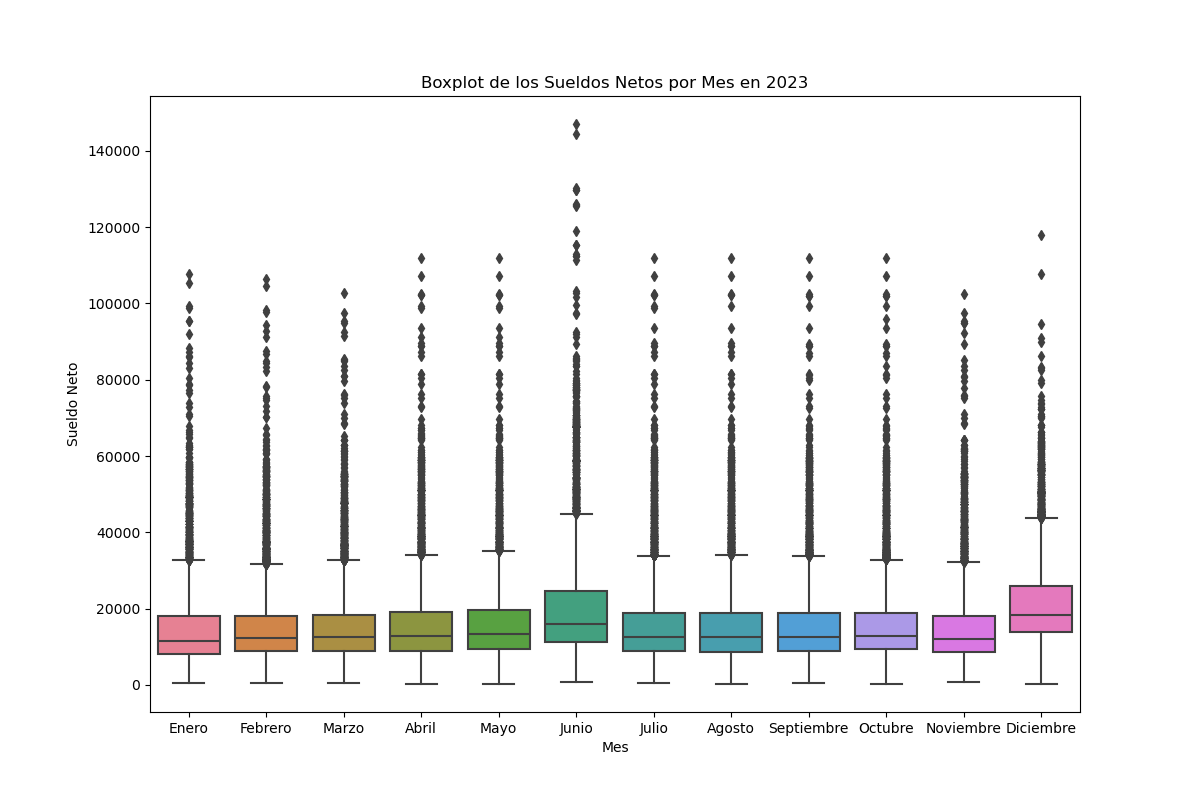 Boxplot de los Sueldos Netos por Mes en 2023
140000
120000
100000
80000
60000
40000
20000
0
Sueldo Neto
Enero Febrero Marzo Abril Mayo Junio Julio Agosto Septiembre Octubre Noviembre Diciembre
Mes